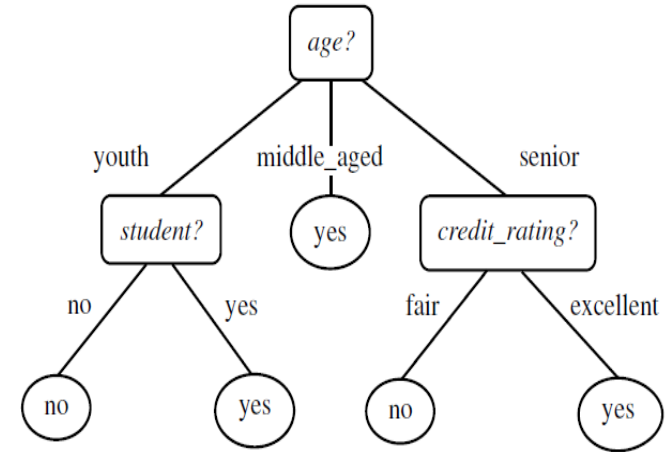 age?
youth
middle_aged
senior
student?
yes
credit_rating?
no
yes
fair
excellent
no
yes
no
yes